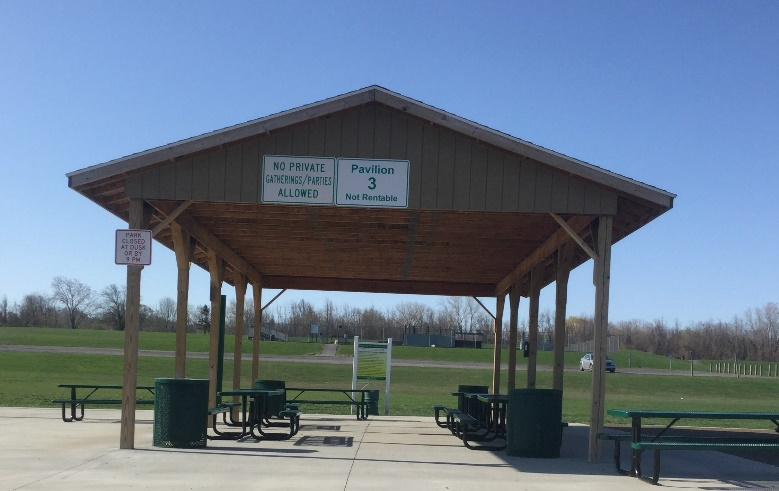 NO PRIVATE
GATHERINGS/PARTIES
ALLOWED
Pavilion
3
Not Rentable
PARK
CLOSED
AT DUSK
OR BY
9 PM